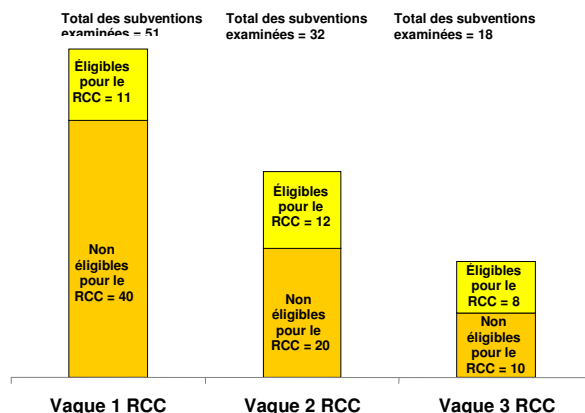 Total des subventions
examinées = 51
Éligibles
pour le
RCC = 11
Non
éligibles
pour le
RCC = 40
Vague 1 RCC
Total des subventions
examinées = 32
Éligibles
pour le
RCC = 12
Non
éligibles
pour le
RCC = 20
Vague 2 RCC
Total des subventions
examinées = 18
Éligibles
pour le
RCC = 8
Non
éligibles
pour le
RCC = 10
Vague 3 RCC